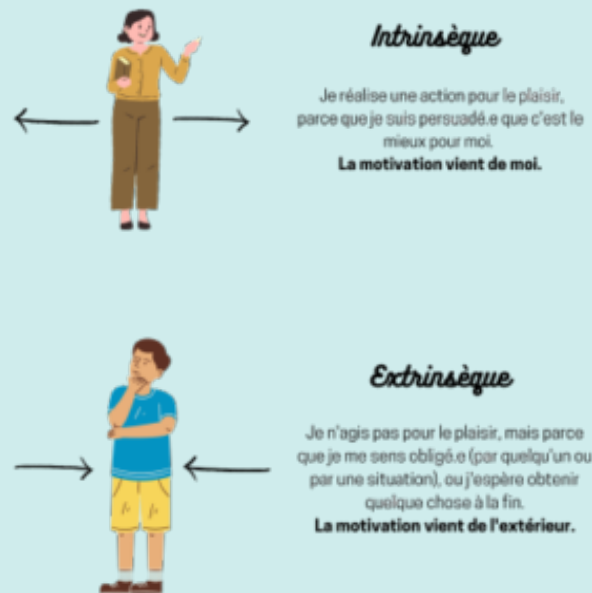 Intrinsèque
Je réalise une action pour le plaisir,
parce que je suis persuadé.e que c'est le
mieux pour moi.
La motivation vient de moi.
Extrinsèque
Je n'agis pas pour le plaisir, mais parce
que je me sens obligé.e (par quelqu'un ou
par une situation), ou j'espère obtenir
quelque chose à la fin.
La motivation vient de l'extérieur.